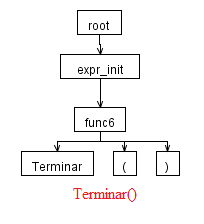 root
expr_init
func6
Terminar ( )
Terminar()